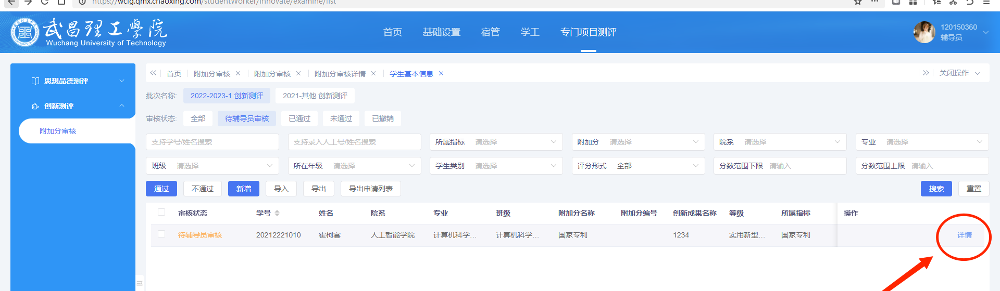 https://wclg.qmx.chaoxing.com/studentWorker/innovate/examine/list
武昌理工學院
Wuchang University of Technology
首页 基础设置 宿管 学工 专门项目测评
120150360
辅导员
思想品德测评
创新测评
附加分审核
首页 附加分审核 附加分审核 附加分审核详情 学生基本信息 关闭操作
批次名称: 2022-2023-1 创新测评 2021-其他 创新测评
审核状态: 全部 待辅导员审核 已通过 未通过 已撤销
支持学号/姓名搜索 支持录入人工号/姓名搜索 所属指标 请选择 附加分 请选择 院系 请选择 专业 请选择
班级 请选择 所在年级 请选择 学生类别 请选择 评分形式 全部 分数范围下限 请输入 分数范围上限 请输入
通过 不通过 新增 导入 导出 导出申请列表 搜索 重置
审核状态 学号 姓名 院系 专业 班级 附加分名称 附加分编号 创新成果名称 等级 所属指标 操作
待辅导员审核 20212221010 霍柯睿 人工智能学院 计算机科学... 计算机科学... 国家专利 1234 实用新型... 国家专利 详情